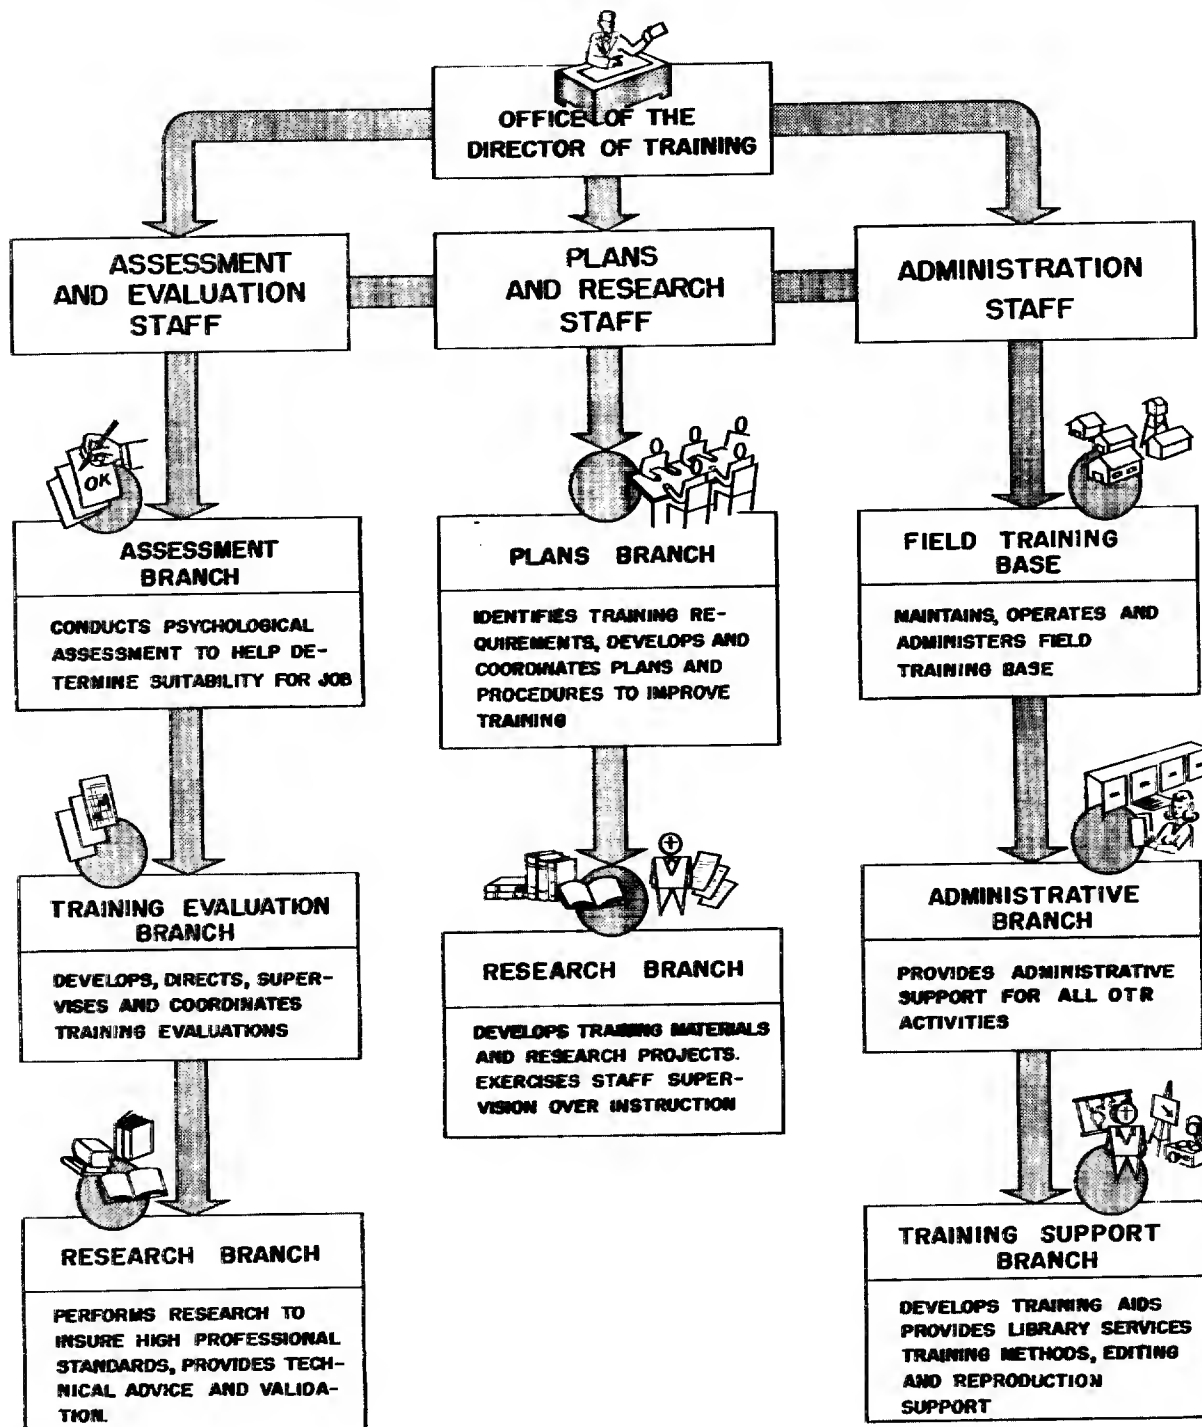 OFFICE OF THE
DIRECTOR OF TRAINING
ASSESSMENT
AND EVALUATION
STAFF
PLANS
AND RESEARCH
STAFF
ADMINISTRATION
STAFF
OK
ASSESSMENT
BRANCH
CONDUCTS PSYCHOLOGICAL
ASSESSMENT TO HELP DE-
TERMINE SUITABILITY FOR JOB
PLANS BRANCH
IDENTIFIES TRAINING RE-
QUIREMENTS, DEVELOPS AND
COORDINATES PLANS AND
PROCEDURES TO IMPROVE
TRAINING
FIELD TRAINING
BASE
MAINTAINS, OPERATES AND
ADMINISTERS FIELD
TRAINING BASE
TRAINING EVALUATION
BRANCH
DEVELOPS, DIRECTS, SUPER-
VISES AND COORDINATES
TRAINING EVALUATIONS
RESEARCH BRANCH
DEVELOPS TRAINING MATERIALS
AND RESEARCH PROJECTS.
EXERCISES STAFF SUPER-
VISION OVER INSTRUCTION
ADMINISTRATIVE
BRANCH
PROVIDES ADMINISTRATIVE
SUPPORT FOR ALL OTR
ACTIVITIES
RESEARCH BRANCH
PERFORMS RESEARCH TO
INSURE HIGH PROFESSIONAL
STANDARDS, PROVIDES TECH-
NICAL ADVICE AND VALIDA-
TION.
TRAINING SUPPORT
BRANCH
DEVELOPS TRAINING AIDS
PROVIDES LIBRARY SERVICES
TRAINING METHODS, EDITING
AND REPRODUCTION
SUPPORT